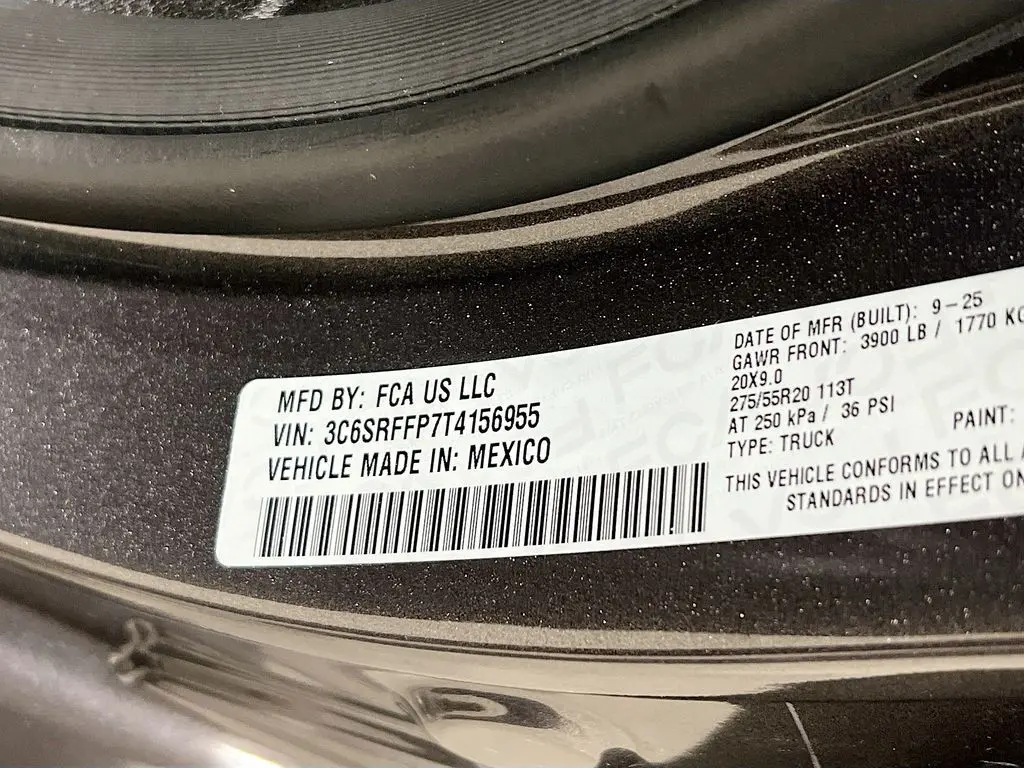 MFD BY: FCA US LLC
VIN: 3C6SRFFP7T4156955
VEHICLE MADE IN: MEXICO
DATE OF MFR (BUILT): 9-25
GAWR FRONT: 3900 LB / 1770 KG
20X9.0
275/55R20 113T
AT 250 kPa / 36 PSI
TYPE: TRUCK
PAINT:
THIS VEHICLE CONFORMS TO ALL A
STANDARDS IN EFFECT ON